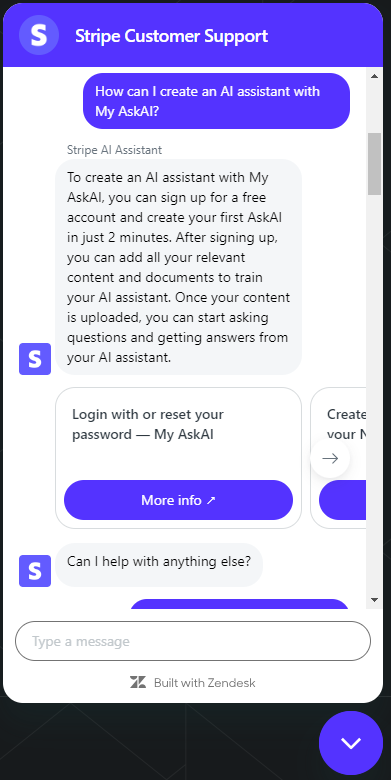 S Stripe Customer Support
How can I create an AI assistant with
My AskAI?
Stripe AI Assistant
To create an AI assistant with My
AskAI, you can sign up for a free
account and create your first AskAI
in just 2 minutes. After signing up,
you can add all your relevant
content and documents to train
your AI assistant. Once your content
is uploaded, you can start asking
questions and getting answers from
your AI assistant.
S
Login with or reset your
password — My AskAI
More info ↗
Create
your
Can I help with anything else?
S
Type a message
Built with Zendesk